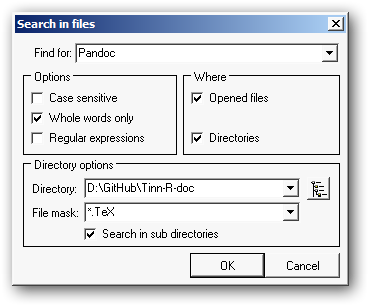 Search in files
Find for: Pandoc
Options
Case sensitive
Whole words only
Regular expressions
Where
Opened files
Directories
Directory options
Directory: D:\GitHub\Tinn-R-doc
File mask: *.TeX
Search in sub directories
OK Cancel